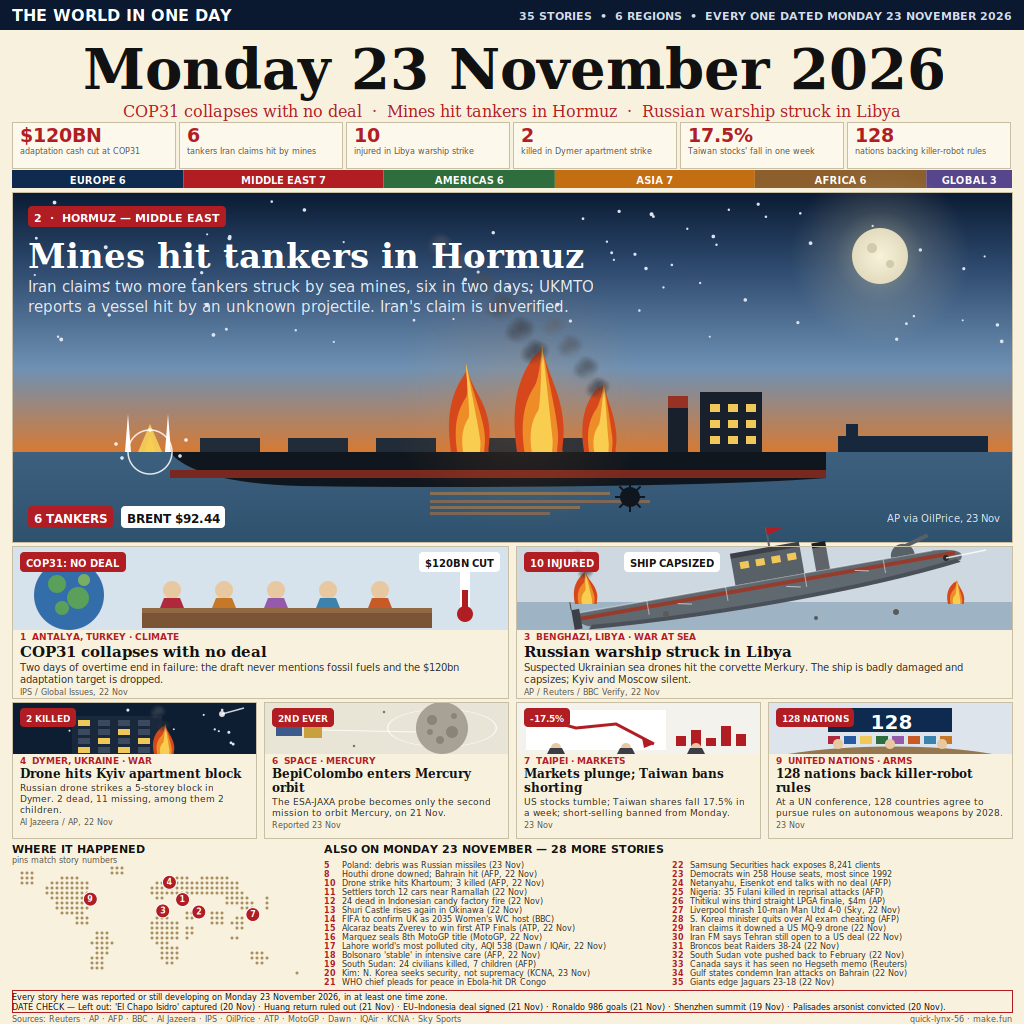 THE WORLD IN ONE DAY
35 STORIES • 6 REGIONS • EVERY ONE DATED MONDAY 23 NOVEMBER 2026
Monday 23 November 2026
COP31 collapses with no deal · Mines hit tankers in Hormuz · Russian warship struck in Libya
$120BN
adaptation cash cut at COP31
6
tankers Iran claims hit by mines
10
injured in Libya warship strike
2
killed in Dymer apartment strike
17.5%
Taiwan stocks' fall in one week
128
nations backing killer-robot rules
EUROPE 6
MIDDLE EAST 7
AMERICAS 6
ASIA 7
AFRICA 6
GLOBAL 3
2 · HORMUZ — MIDDLE EAST
Mines hit tankers in Hormuz
Iran claims two more tankers struck by sea mines, six in two days; UKMTO
reports a vessel hit by an unknown projectile. Iran's claim is unverified.
6 TANKERS
BRENT $92.44
AP via OilPrice, 23 Nov
COP31: NO DEAL
$120BN CUT
1 ANTALYA, TURKEY · CLIMATE
COP31 collapses with no deal
Two days of overtime end in failure: the draft never mentions fossil fuels and the $120bn
adaptation target is dropped.
IPS / Global Issues, 22 Nov
10 INJURED
SHIP CAPSIZED
3 BENGHAZI, LIBYA · WAR AT SEA
Russian warship struck in Libya
Suspected Ukrainian sea drones hit the corvette Merkury. The ship is badly damaged and
capsizes; Kyiv and Moscow silent.
AP / Reuters / BBC Verify, 22 Nov
2 KILLED
4 DYMER, UKRAINE · WAR
Drone hits Kyiv apartment block
Russian drone strikes a 5-storey block in
Dymer. 2 dead, 11 missing, among them 2
children.
Al Jazeera / AP, 22 Nov
2ND EVER
6 SPACE · MERCURY
BepiColombo enters Mercury
orbit
The ESA-JAXA probe becomes only the second
mission to orbit Mercury, on 21 Nov.
Reported 23 Nov
-17.5%
7 TAIPEI · MARKETS
Markets plunge; Taiwan bans
shorting
US stocks tumble; Taiwan shares fall 17.5% in
a week; short-selling banned from Monday.
23 Nov
128 NATIONS
128
9 UNITED NATIONS · ARMS
128 nations back killer-robot
rules
At a UN conference, 128 countries agree to
pursue rules on autonomous weapons by 2028.
23 Nov
WHERE IT HAPPENED
pins match story numbers
4
9
1
3
2
7
ALSO ON MONDAY 23 NOVEMBER — 28 MORE STORIES
5 Poland: debris was Russian missiles (23 Nov)
8 Houthi drone downed; Bahrain hit (AFP, 22 Nov)
10 Drone strike hits Khartoum; 3 killed (AFP, 22 Nov)
11 Settlers torch 12 cars near Ramallah (22 Nov)
12 24 dead in Indonesian candy factory fire (22 Nov)
13 Shuri Castle rises again in Okinawa (22 Nov)
14 FIFA to confirm UK as 2035 Women's WC host (BBC)
15 Alcaraz beats Zverev to win first ATP Finals (ATP, 22 Nov)
16 Marquez seals 8th MotoGP title (MotoGP, 22 Nov)
17 Lahore world's most polluted city, AQI 538 (Dawn / IQAir, 22 Nov)
18 Bolsonaro 'stable' in intensive care (AFP, 22 Nov)
19 South Sudan: 24 civilians killed, 7 children (AFP)
20 Kim: N. Korea seeks security, not supremacy (KCNA, 23 Nov)
21 WHO chief pleads for peace in Ebola-hit DR Congo
22 Samsung Securities hack exposes 8,241 clients
23 Democrats win 258 House seats, most since 1992
24 Netanyahu, Eisenkot end talks with no deal (AFP)
25 Nigeria: 35 Fulani killed in reprisal attacks (AFP)
26 Thitikul wins third straight LPGA finale, $4m (AP)
27 Liverpool thrash 10-man Man Utd 4-0 (Sky, 22 Nov)
28 S. Korea minister quits over AI exam cheating (AFP)
29 Iran claims it downed a US MQ-9 drone (22 Nov)
30 Iran FM says Tehran still open to a US deal (22 Nov)
31 Broncos beat Raiders 38-24 (22 Nov)
32 South Sudan vote pushed back to February (22 Nov)
33 Canada says it has seen no Hegseth memo (Reuters)
34 Gulf states condemn Iran attacks on Bahrain (22 Nov)
35 Giants edge Jaguars 23-18 (22 Nov)
Every story here was reported or still developing on Monday 23 November 2026, in at least one time zone.
DATE CHECK — Left out: 'El Chapo Isidro' captured (20 Nov) · Huang return ruled out (21 Nov) · EU-Indonesia deal signed (21 Nov) · Ronaldo 986 goals (21 Nov) · Shenzhen summit (19 Nov) · Palisades arsonist convicted (20 Nov).
Sources: Reuters · AP · AFP · BBC · Al Jazeera · IPS · OilPrice · ATP · MotoGP · Dawn · IQAir · KCNA · Sky Sports
quick-lynx-56 · make.fun